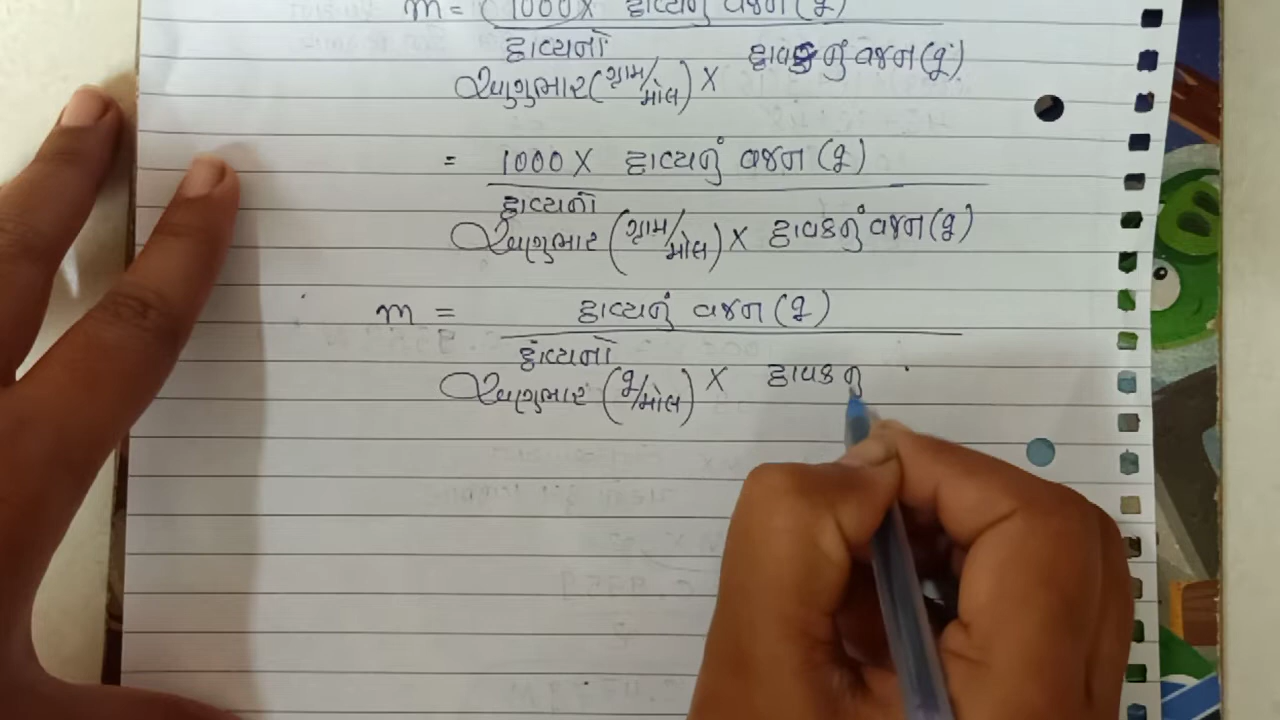 m = (1000 X દ્રાવ્યનું વજન (ગ્રૂ)
દ્રાવ્યનો
અણુભાર (ગ્રામ/મોલ) X દ્રાવકનું વજન (ગ્રૂ)
= 1000 X દ્રાવ્યનું વજન (ગ્રૂ)
દ્રાવ્યનો
અણુભાર (ગ્રામ/મોલ) X દ્રાવકનું વજન (ગ્રૂ)
m = દ્રાવ્યનું વજન (ગ્રૂ)
દ્રાવ્યનો
અણુભાર (ગ્રૂ/મોલ) X દ્રાવકનુ